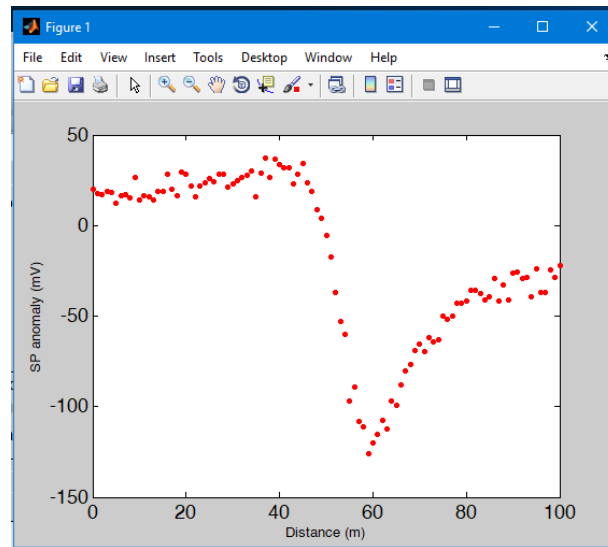 Figure 1
File Edit View Insert Tools Desktop Window Help
50
0
-50
-100
-150
SP anomaly (mV)
0 20 40 60 80 100
Distance (m)